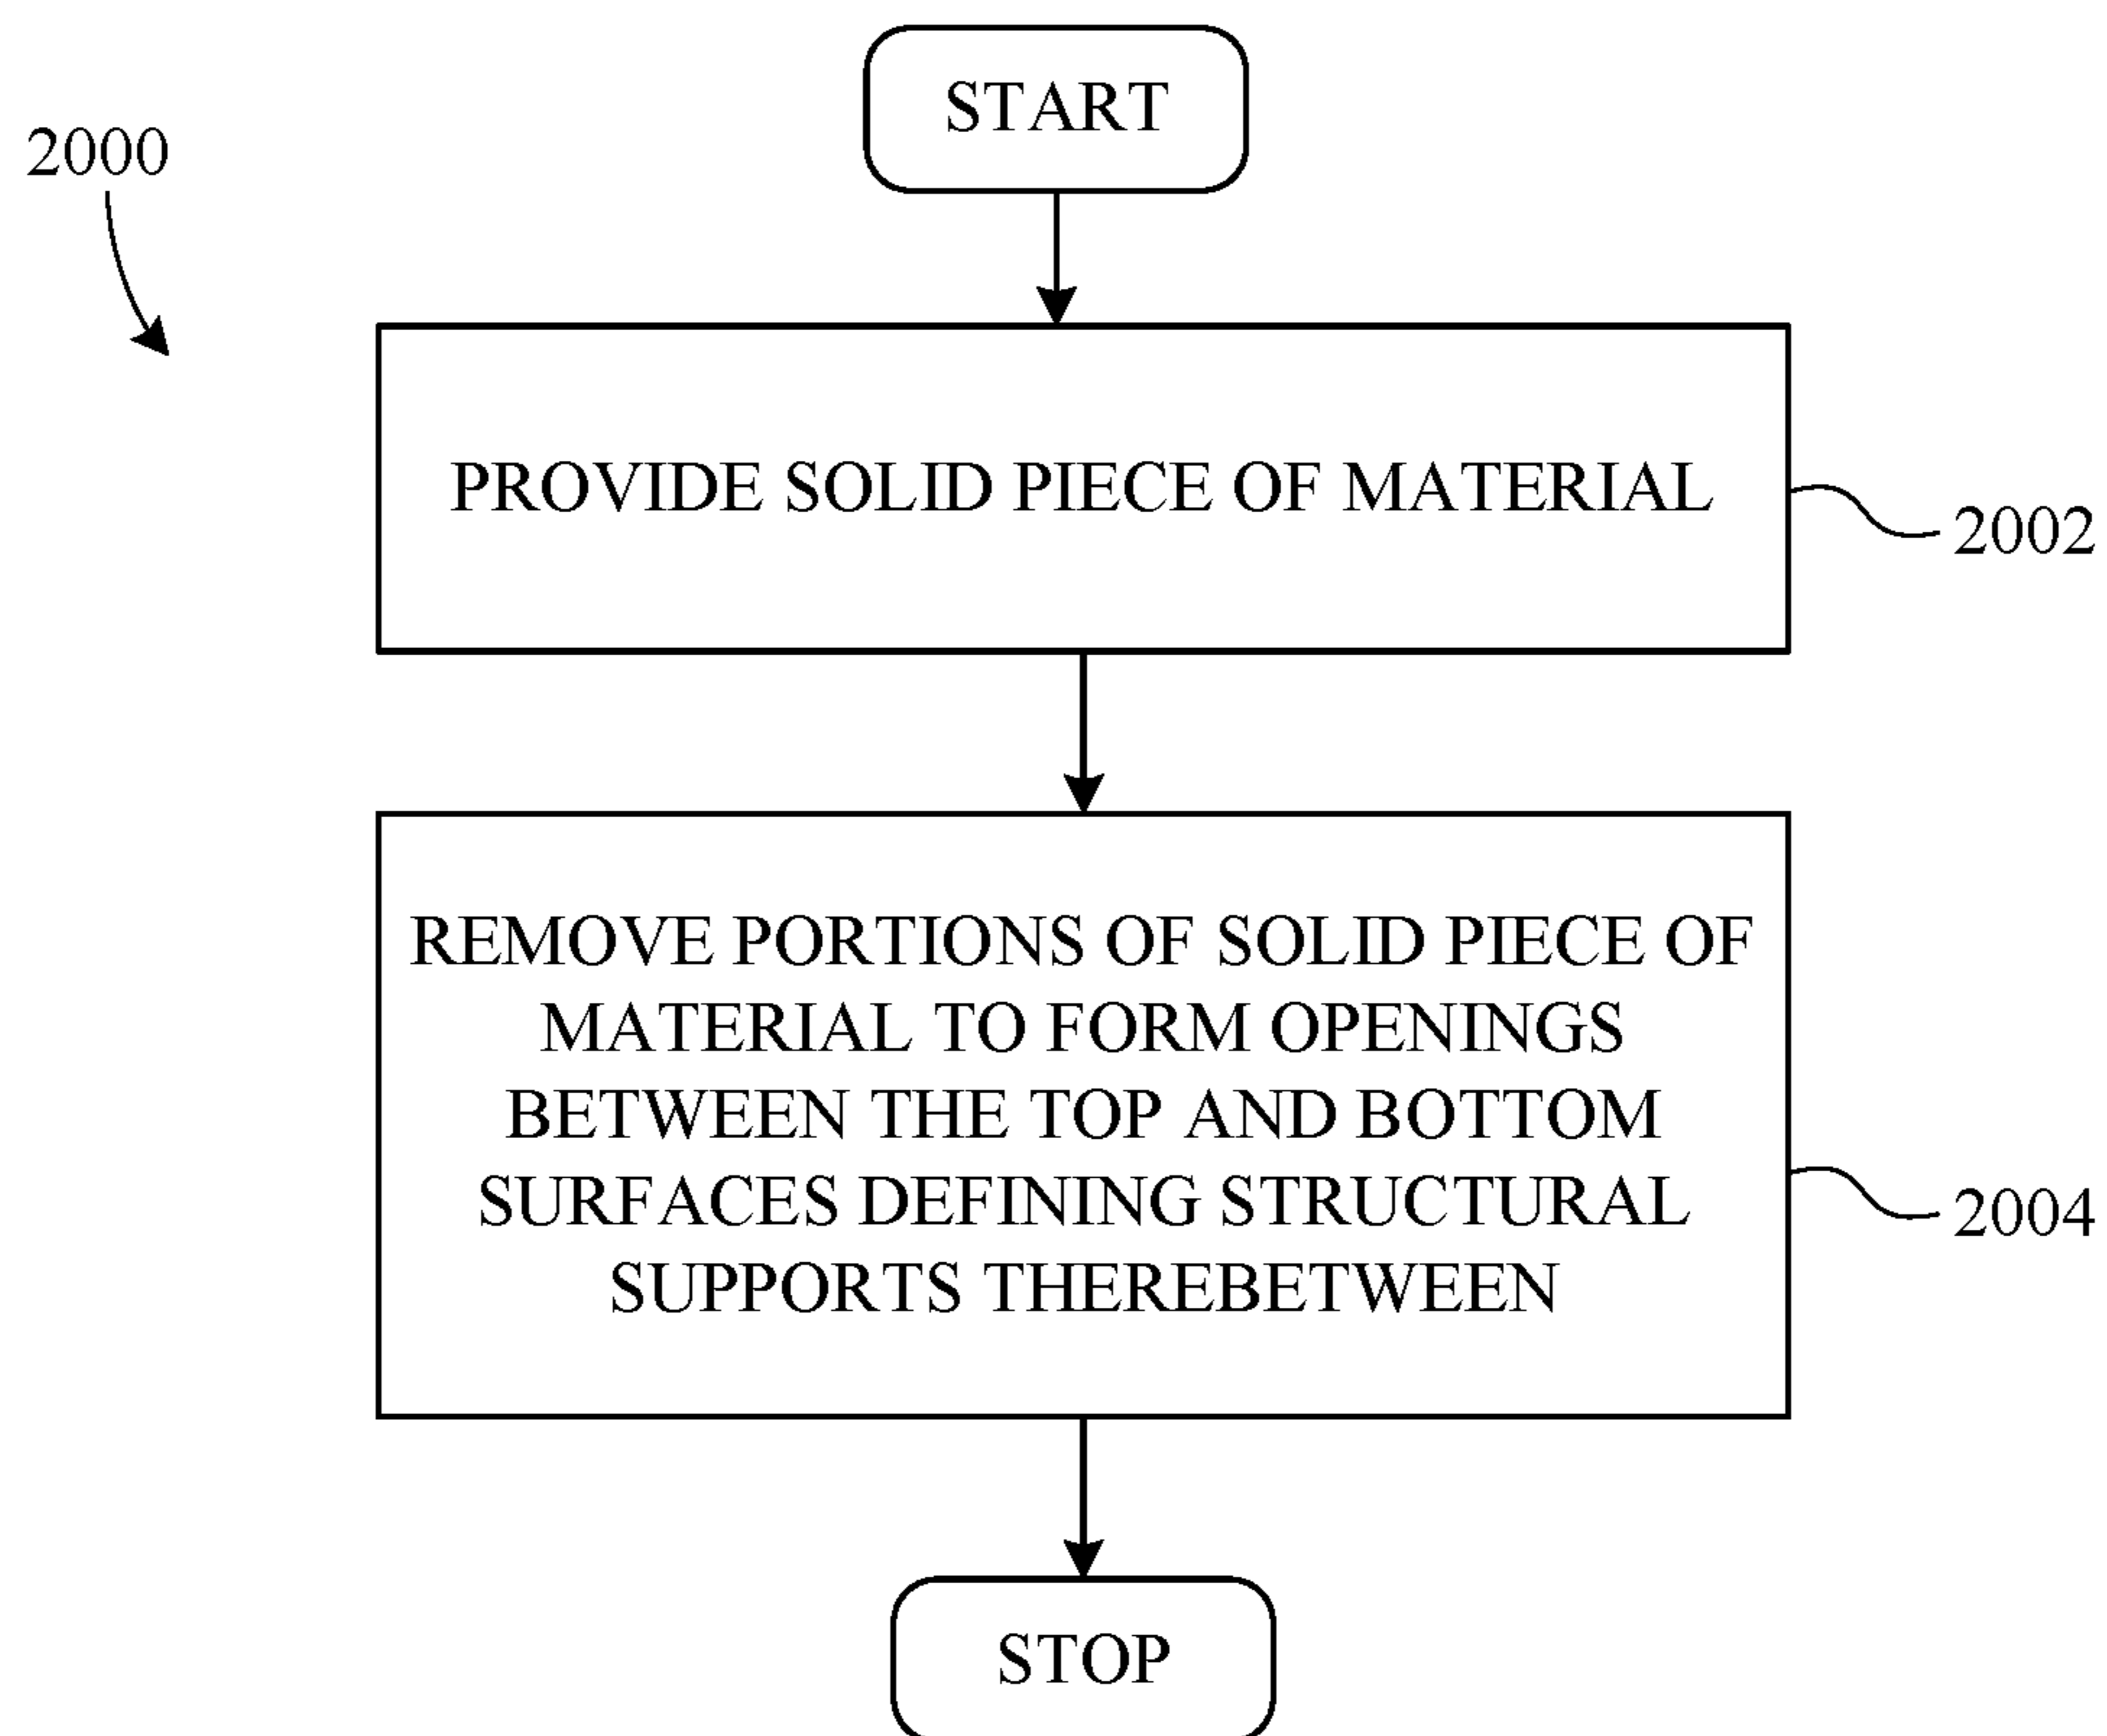 START
2000
PROVIDE SOLID PIECE OF MATERIAL
2002
REMOVE PORTIONS OF SOLID PIECE OF
MATERIAL TO FORM OPENINGS
BETWEEN THE TOP AND BOTTOM
SURFACES DEFINING STRUCTURAL
SUPPORTS THEREBETWEEN
2004
STOP